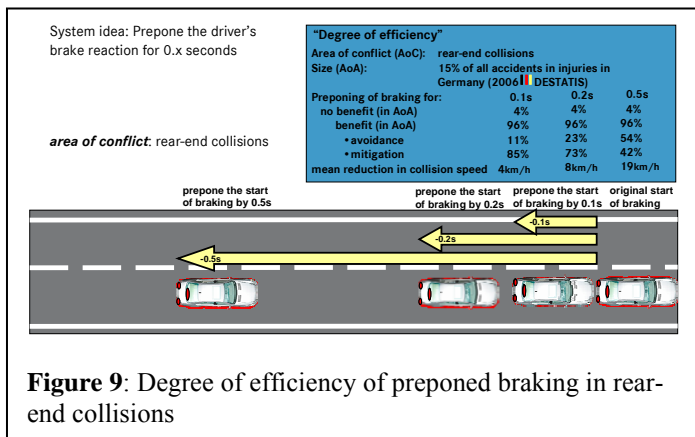 System idea: Prepone the driver's
brake reaction for 0.x seconds
area of conflict: rear-end collisions
"Degree of efficiency"
Area of conflict (AoC): rear-end collisions
Size (AoA): 15% of all accidents in injuries in
Germany (2006 DESTATIS)
Preponing of braking for: 0.1s 0.2s 0.5s
no benefit (in AoA) 4% 4% 4%
benefit (in AoA) 96% 96% 96%
• avoidance 11% 23% 54%
• mitigation 85% 73% 42%
mean reduction in collision speed 4km/h 8km/h 19km/h
prepone the start
of braking by 0.5s
prepone the start
of braking by 0.2s
prepone the start
of braking by 0.1s
original start
of braking
-0.1s
-0.2s
-0.5s
Figure 9: Degree of efficiency of preponed braking in rear-
end collisions